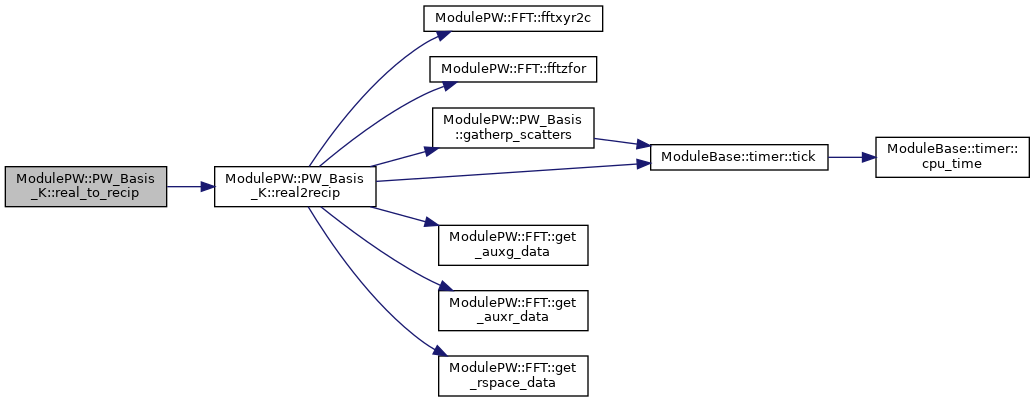 ModulePW::PW_Basis
_K::real_to_recip
ModulePW::PW_Basis
_K::real2recip
ModulePW::FFT::fftxyr2c
ModulePW::FFT::fftzfor
ModulePW::PW_Basis
::gatherp_scatters
ModuleBase::timer::tick
ModuleBase::timer::
cpu_time
ModulePW::FFT::get
_auxg_data
ModulePW::FFT::get
_auxr_data
ModulePW::FFT::get
_rspace_data